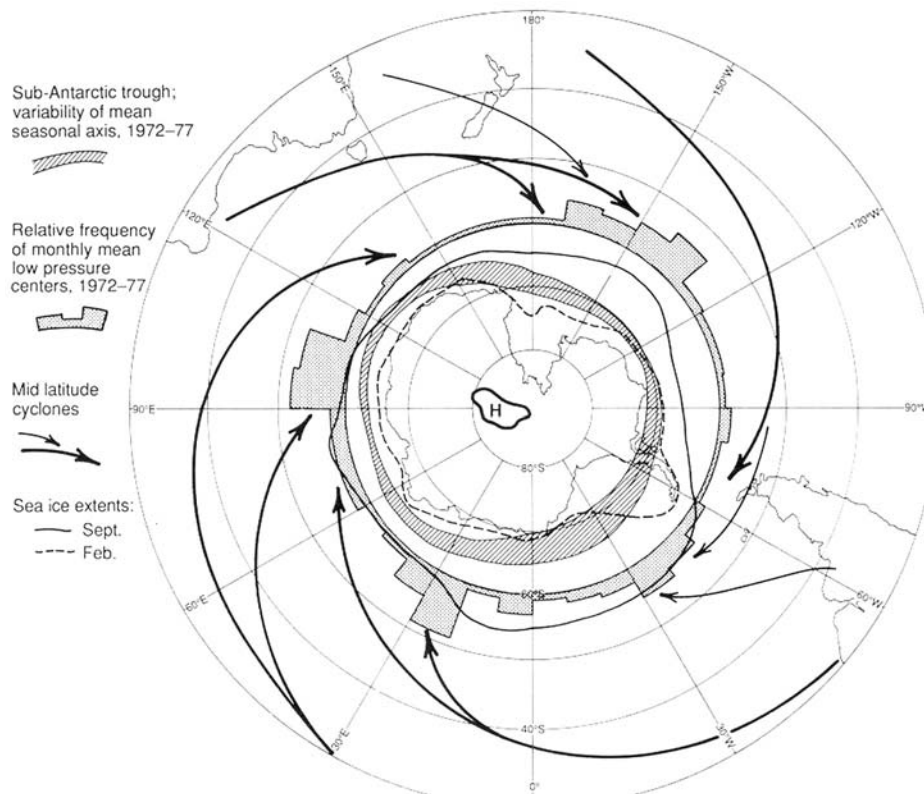 Sub-Antarctic trough;
variability of mean
seasonal axis, 1972–77
Relative frequency
of monthly mean
low pressure
centers, 1972–77
Mid latitude
cyclones
Sea ice extents:
Sept.
Feb.
180°
150°E
150°W
120°E
120°W
90°E
90°W
H
80°S
60°S
60°E
60°W
40°S
30°E
30°W
0°